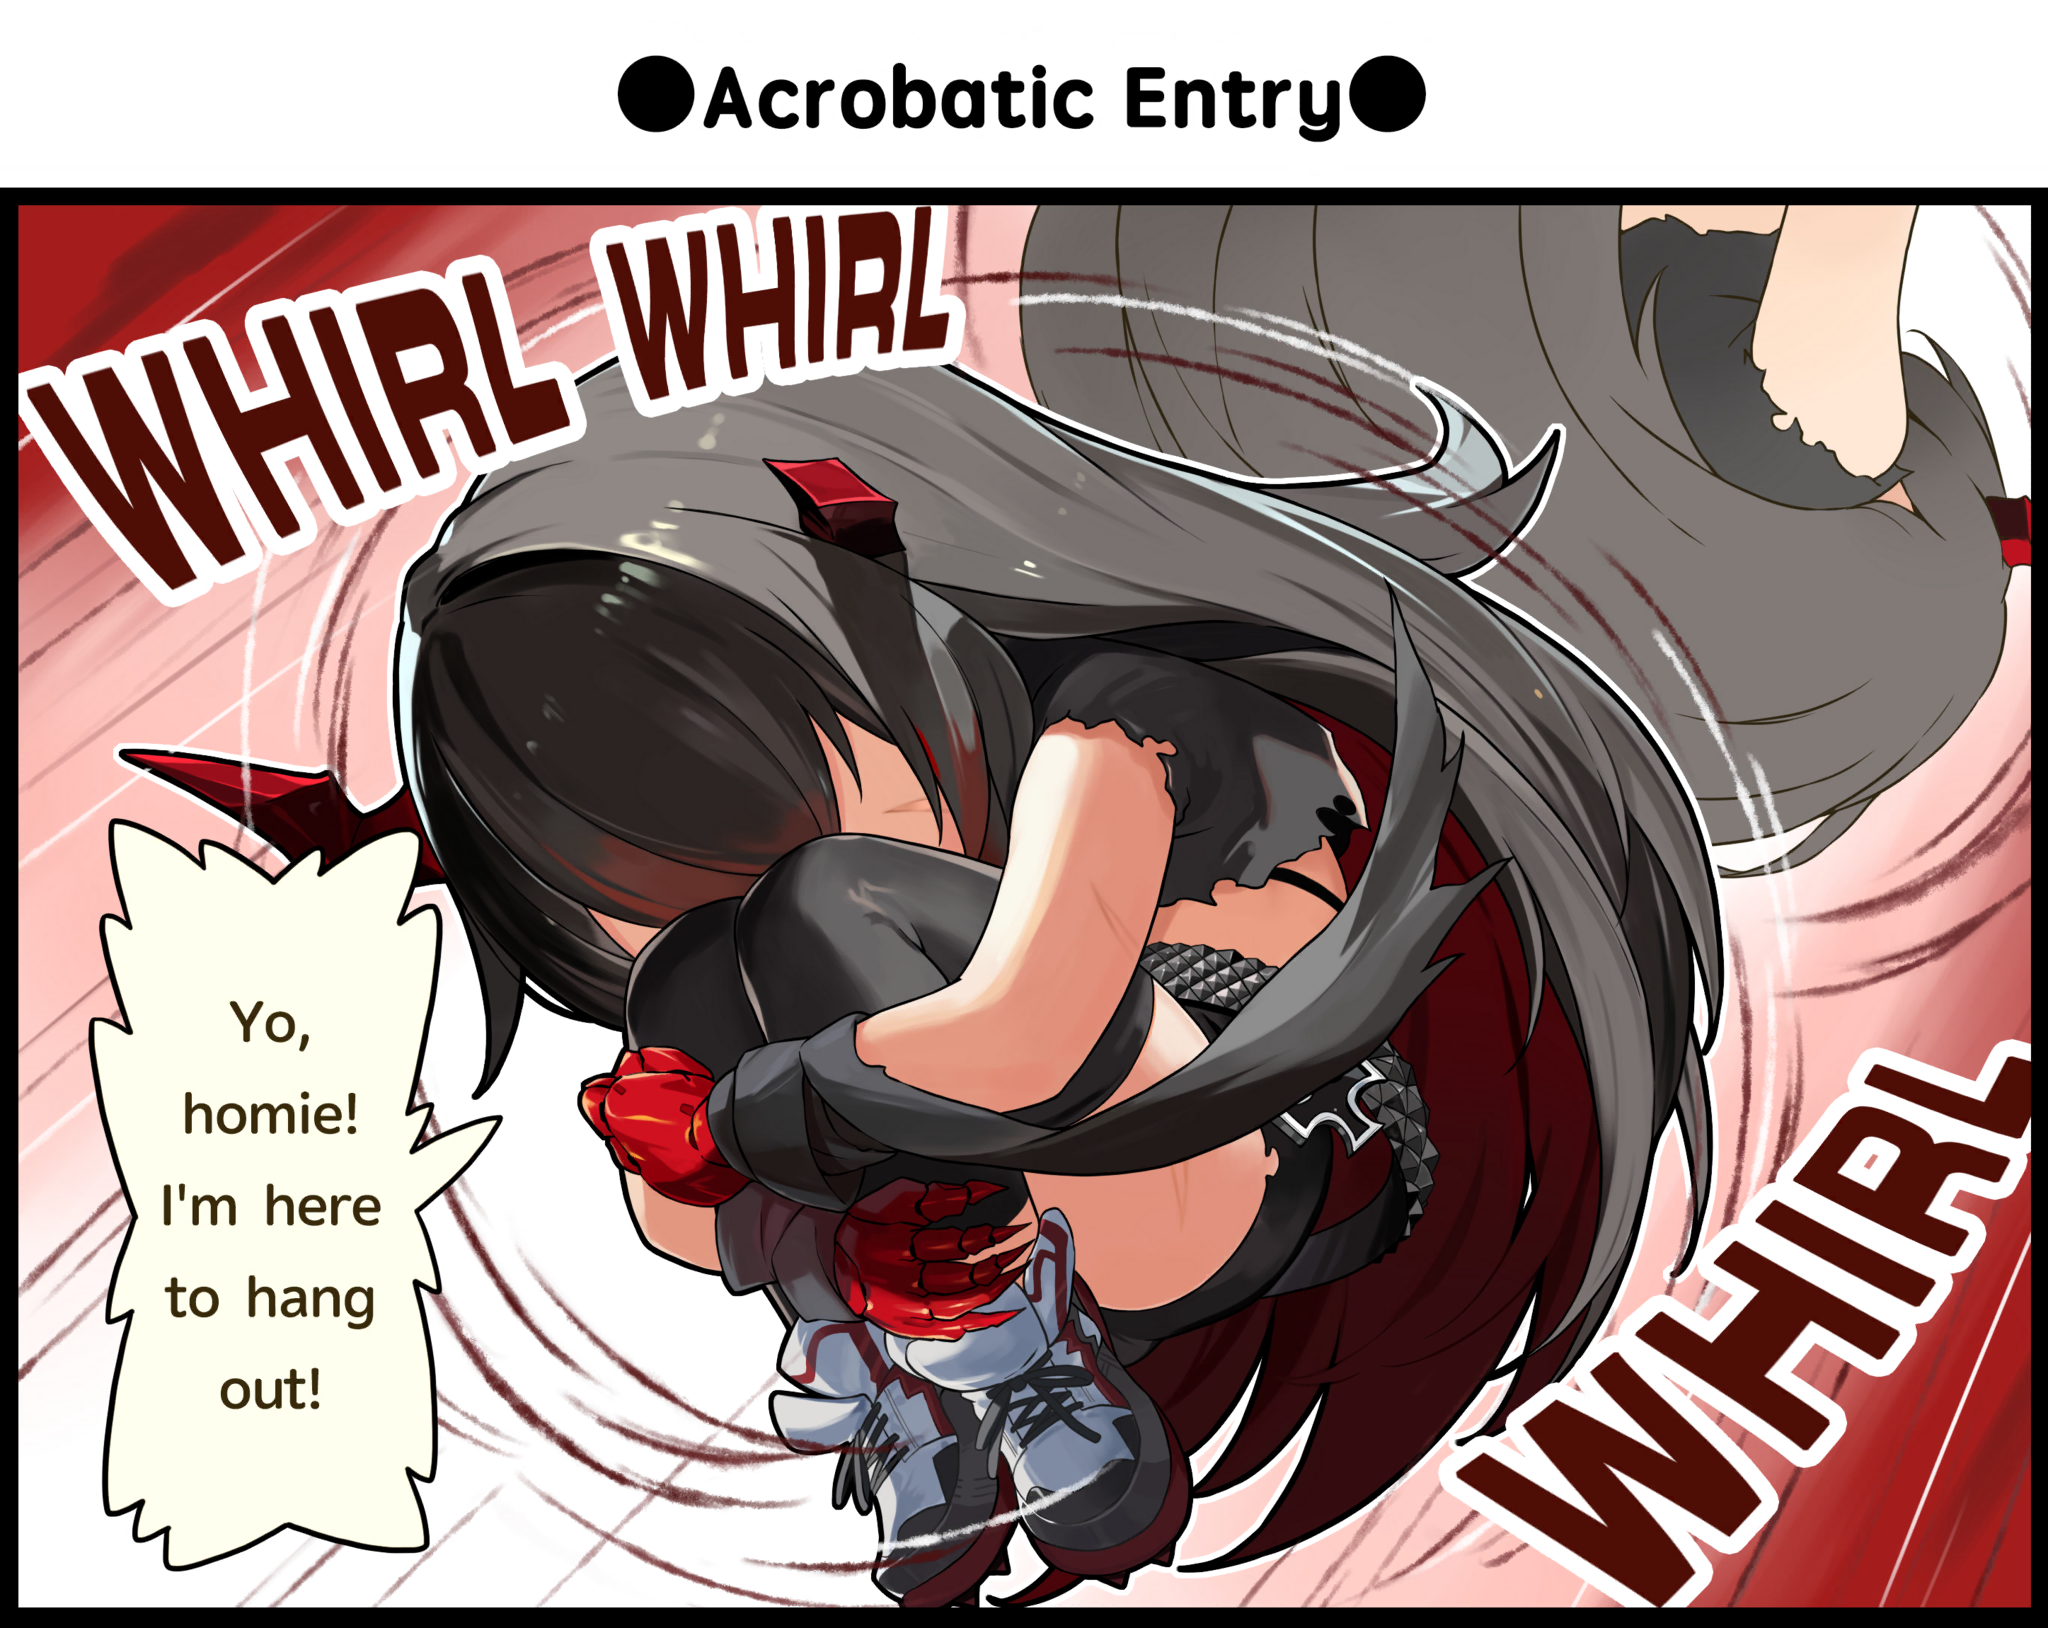 ●Acrobatic Entry●
WHIRL WHIRL
Yo,
homie!
I'm here
to hang
out!
WHIRL